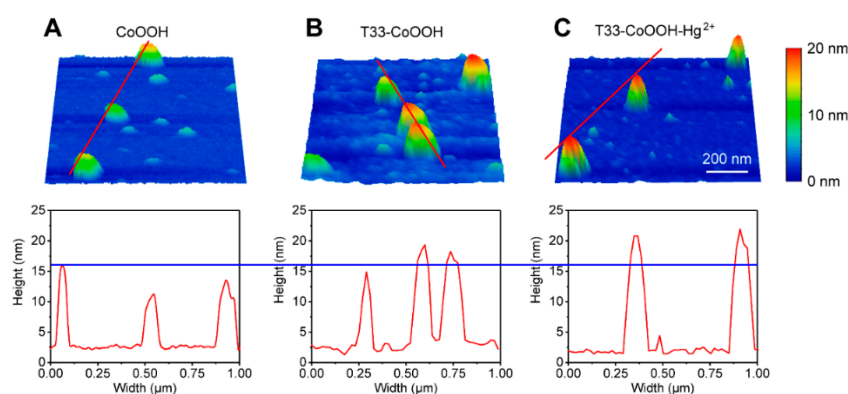 A
CoOOH
B
T33-CoOOH
C
T33-CoOOH-Hg²⁺
20 nm
10 nm
0 nm
200 nm
25
20
15
10
5
0
Height (nm)
0.00 0.25 0.50 0.75 1.00
Width (μm)
25
20
15
10
5
0
Height (nm)
0.00 0.25 0.50 0.75 1.00
Width (μm)
25
20
15
10
5
0
Height (nm)
0.00 0.25 0.50 0.75 1.00
Width (μm)